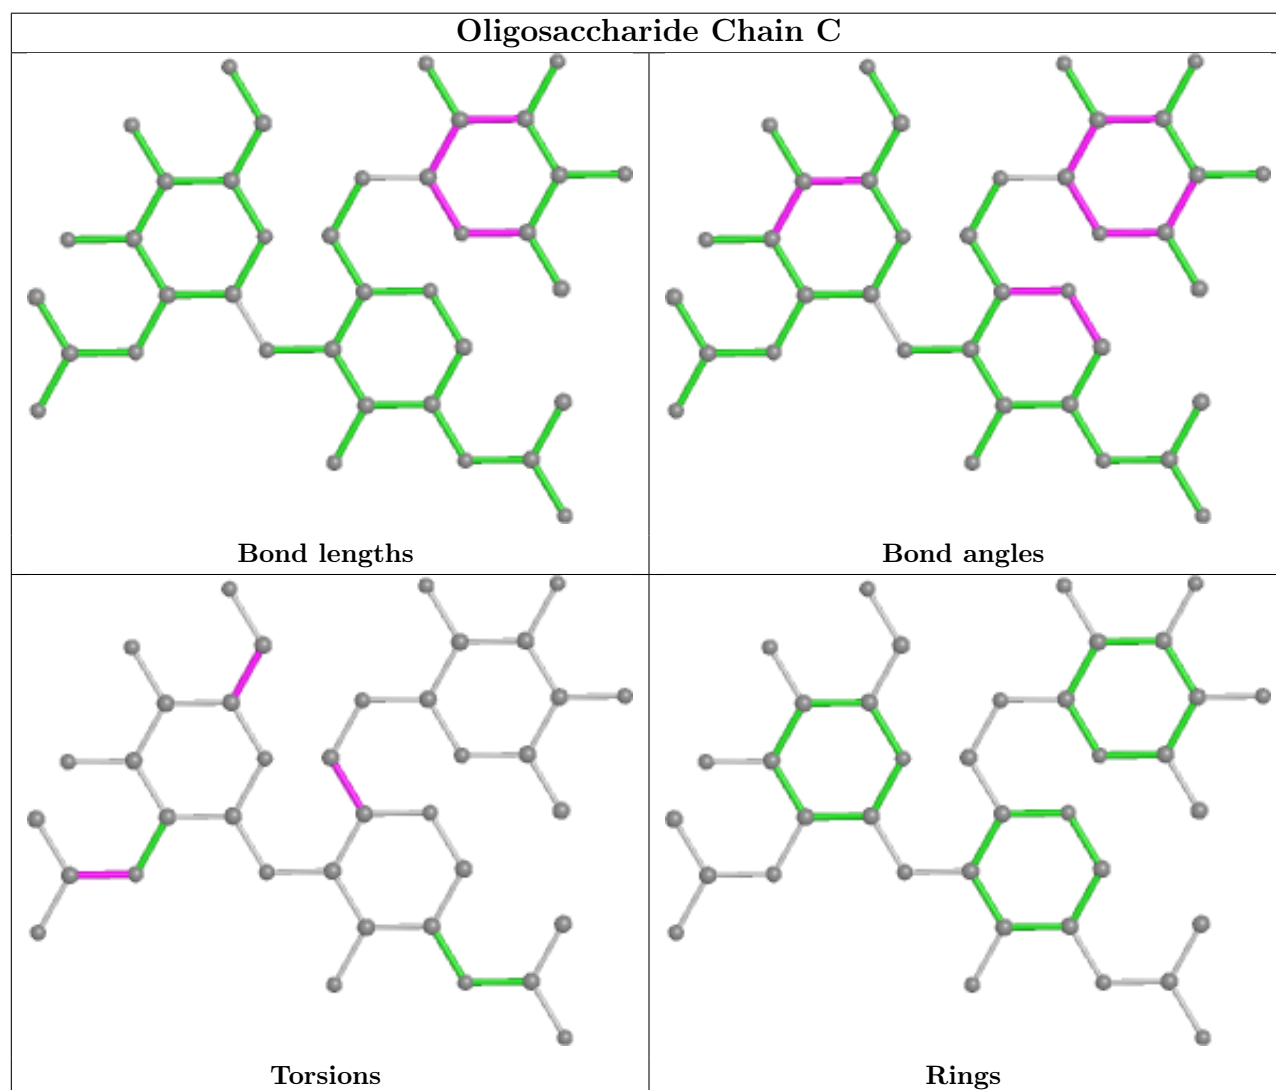 Oligosaccharide Chain C
Bond lengths
Bond angles
Torsions
Rings